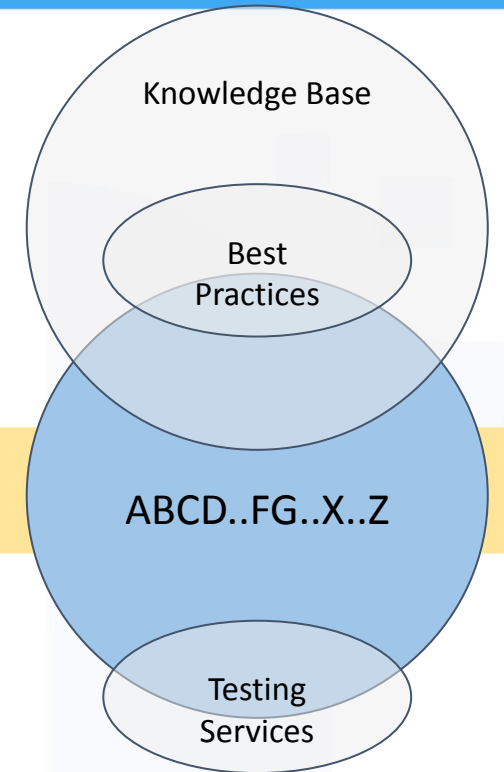 Knowledge Base
Best
Practices
ABCD..FG..X..Z
Testing
Services